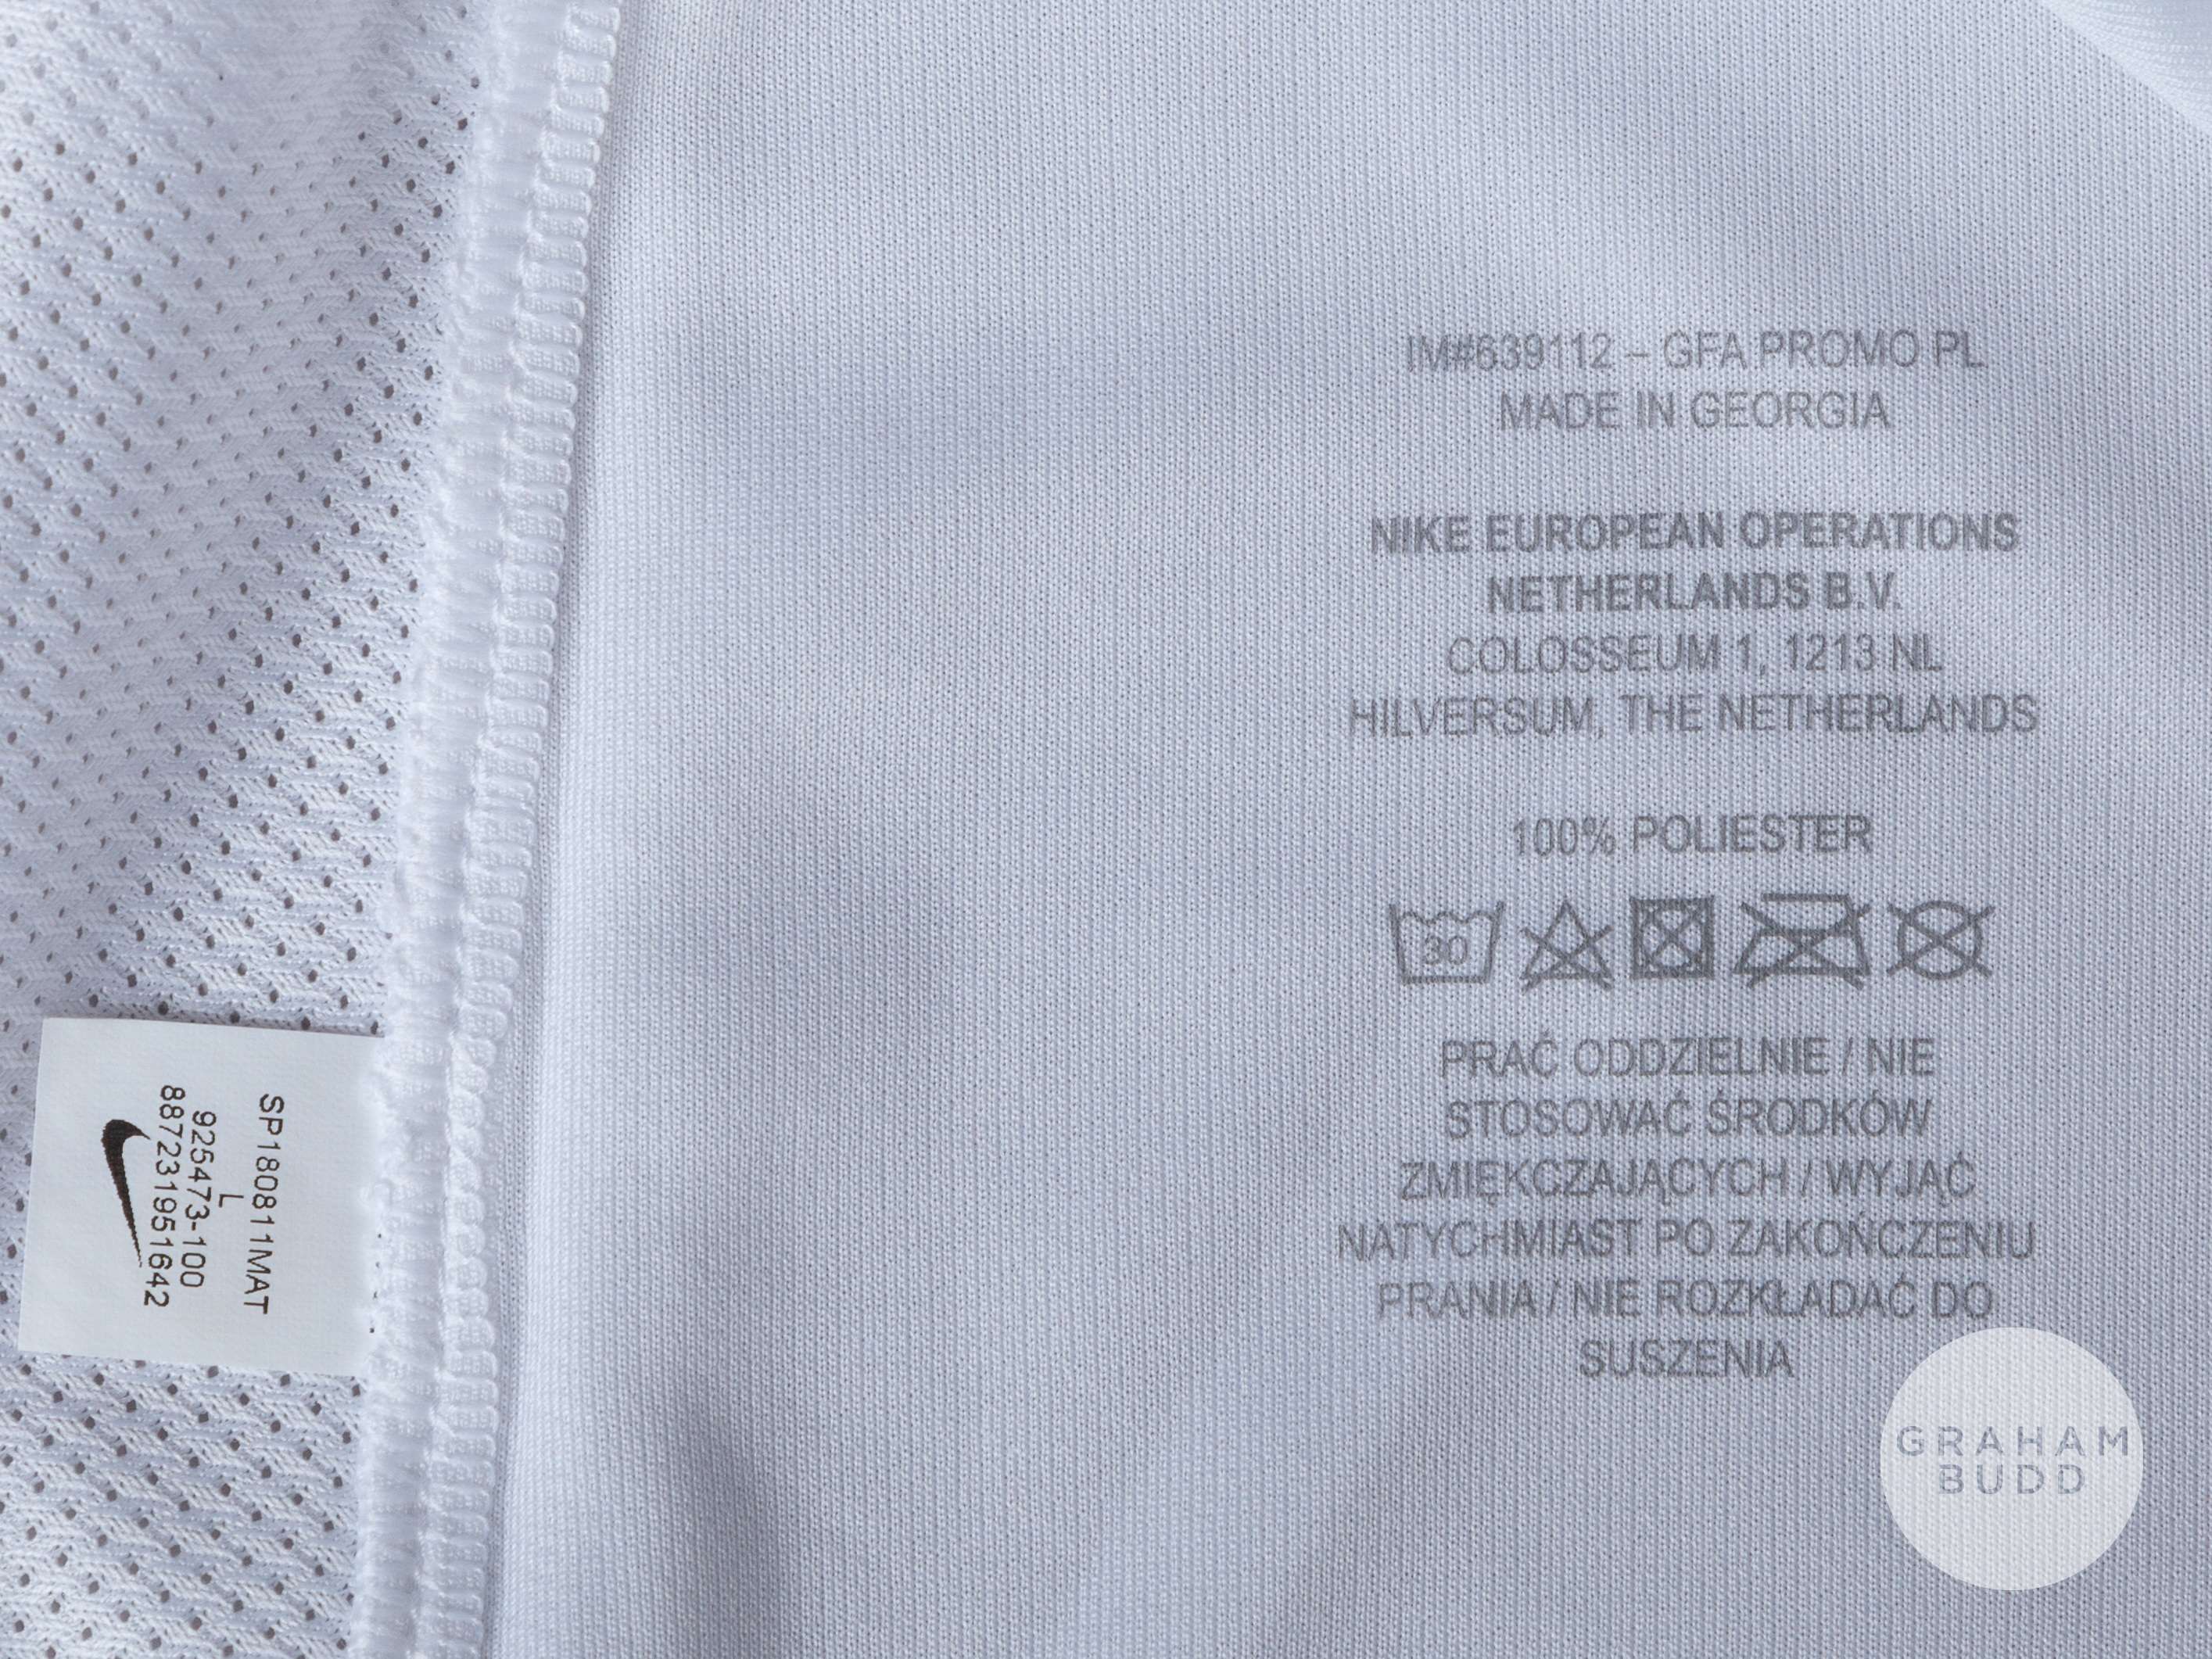 IM#639112 – GFA PROMO PL
MADE IN GEORGIA
NIKE EUROPEAN OPERATIONS
NETHERLANDS B.V.
COLOSSEUM 1, 1213 NL
HILVERSUM, THE NETHERLANDS
100% POLIESTER
30
PRAĆ ODDZIELNIE / NIE
STOSOWAĆ ŚRODKÓW
ZMIĘKCZAJĄCYCH / WYJĄĆ
NATYCHMIAST PO ZAKOŃCZENIU
PRANIA / NIE ROZKŁADAĆ DO
SUSZENIA
SP180811MAT
L
925473-100
887231951642
GRAHAM
BUDD